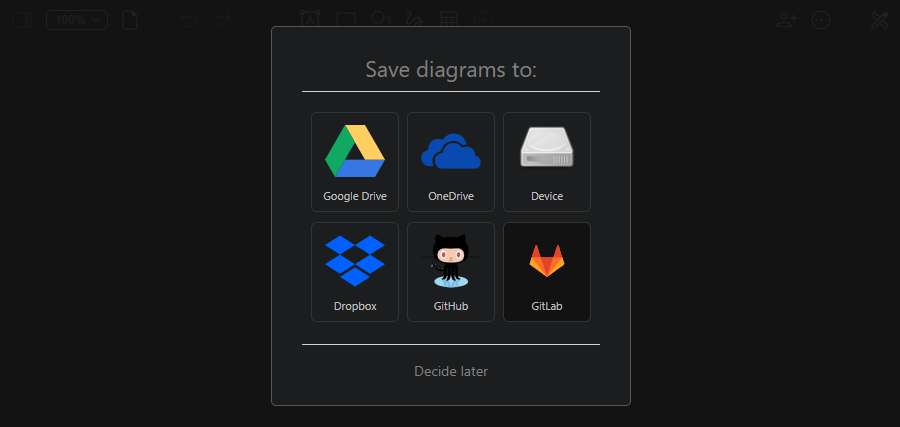 100%
A
Save diagrams to:
Google Drive
OneDrive
Device
Dropbox
GitHub
GitLab
Decide later